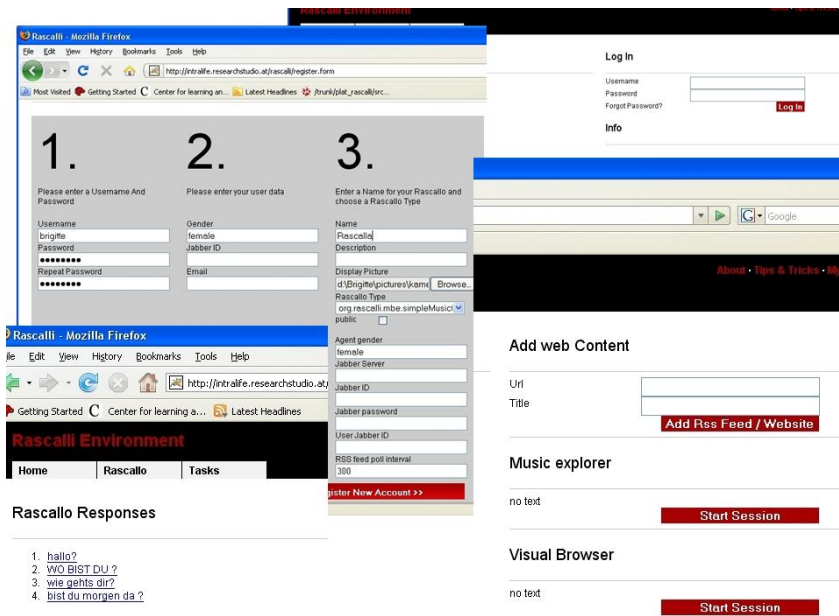 Rascalli Environment
Rascalli - Mozilla Firefox
File Edit View History Bookmarks Tools Help
http://intralife.researchstudio.at/rascalli/register.form
Most Visited Getting Started Center for learning an... Latest Headlines /trunk/plat_rascalli/src...
1.
Please enter a Username And
Password
Username
brigitte
Password
Repeat Password
2.
Please enter your user data
Gender
female
Jabber ID
Email
3.
Enter a Name for your Rascallo and
choose a Rascallo Type
Name
Rascalla
Description
Display Picture
d:\Brigitte\pictures\kame Browse..
Rascallo Type
org.rascalli.mbe.simpleMusic
public
Agent gender
female
Jabber Server
Jabber ID
Jabber password
User Jabber ID
RSS feed poll interval
300
gister New Account >>
Log In
Username
Password
Forgot Password?
Log In
Info
Google
About · Tips & Tricks · My
Add web Content
Url
Title
Add Rss Feed / Website
Music explorer
no text
Start Session
Visual Browser
no text
Start Session
Rascalli - Mozilla Firefox
ile Edit View History Bookmarks Tools Help
http://intralife.researchstudio.at/
Getting Started Center for learning a... Latest Headlines
Rascalli Environment
Home Rascallo Tasks
Rascallo Responses
1. hallo?
2. WO BIST DU ?
3. wie gehts dir?
4. bist du morgen da ?